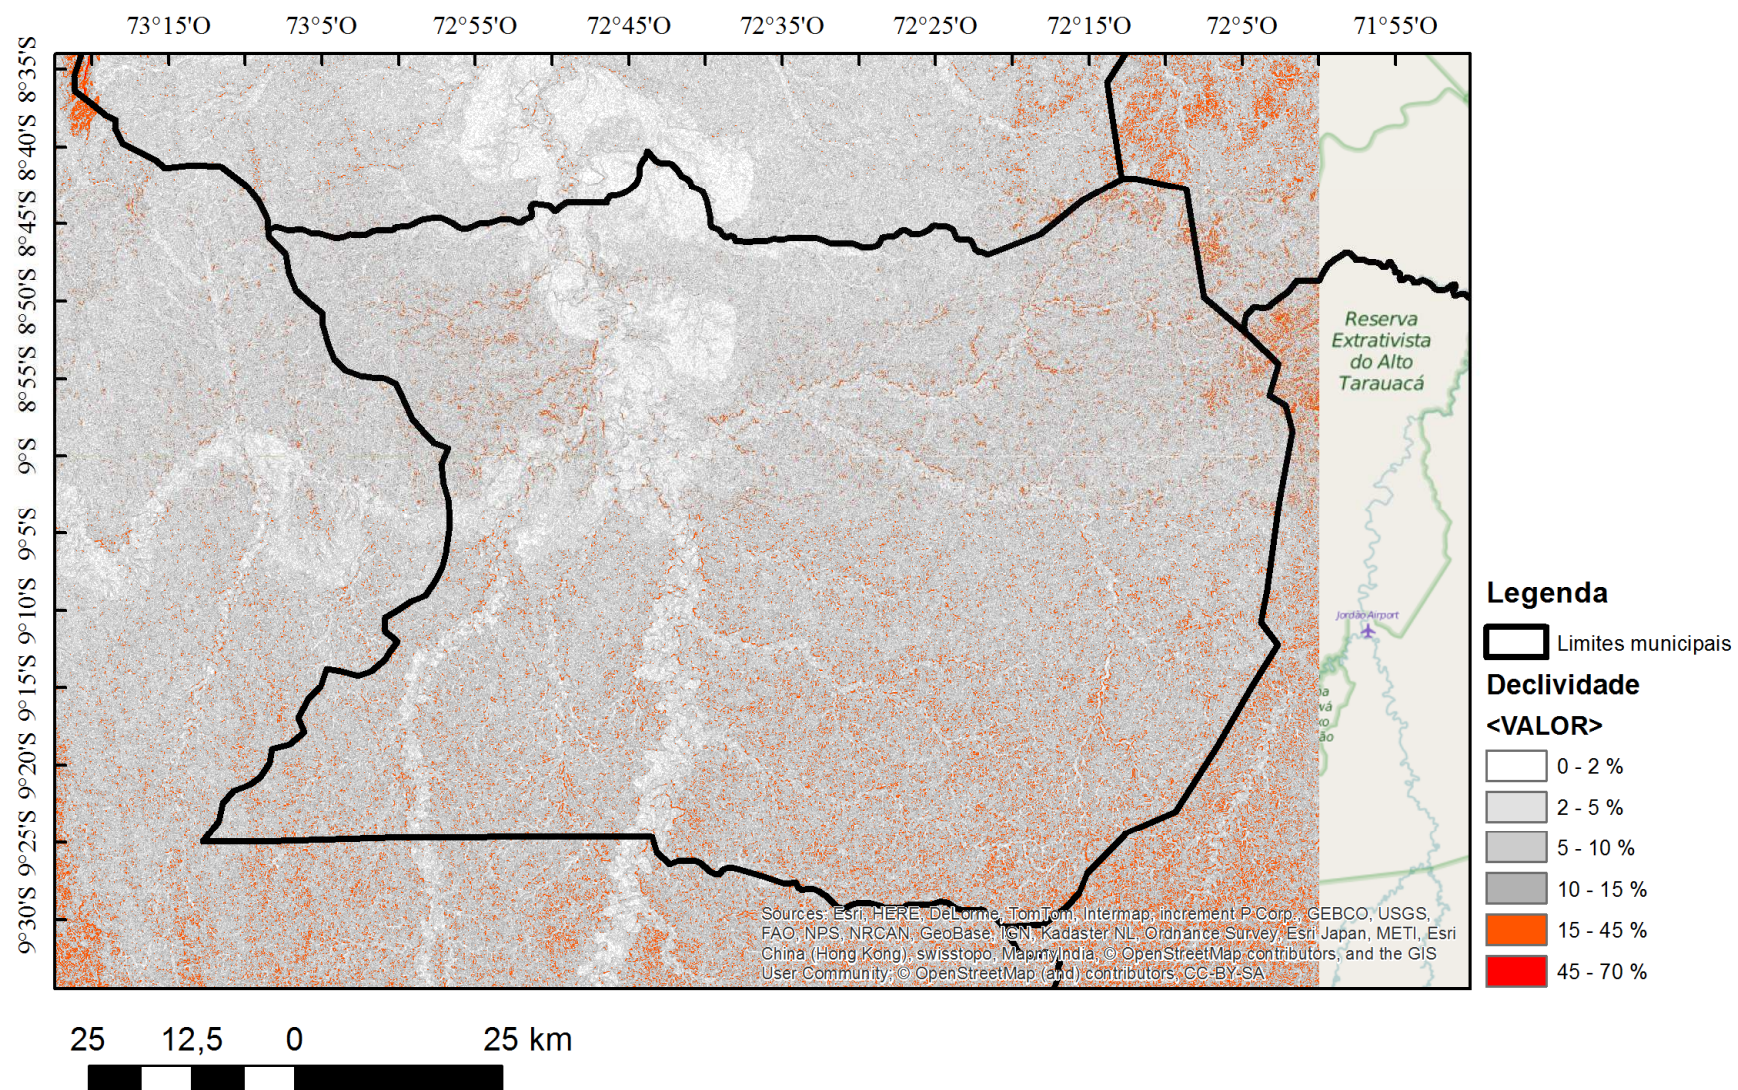 73°15'O 73°5'O 72°55'O 72°45'O 72°35'O 72°25'O 72°15'O 72°5'O 71°55'O
8°35'S
8°40'S
8°45'S
8°50'S
8°55'S
9°S
9°5'S
9°10'S
9°15'S
9°20'S
9°25'S
9°30'S
Reserva
Extrativista
do Alto
Tarauacá
Jordão Airport
Sources: Esri, HERE, DeLorme, TomTom, Intermap, increment P Corp., GEBCO, USGS,
FAO, NPS, NRCAN, GeoBase, IGN, Kadaster NL, Ordnance Survey, Esri Japan, METI, Esri
China (Hong Kong), swisstopo, MapmyIndia, © OpenStreetMap contributors, and the GIS
User Community; © OpenStreetMap (and) contributors, CC-BY-SA
Legenda
Limites municipais
Declividade
<VALOR>
0 - 2 %
2 - 5 %
5 - 10 %
10 - 15 %
15 - 45 %
45 - 70 %
25 12,5 0 25 km